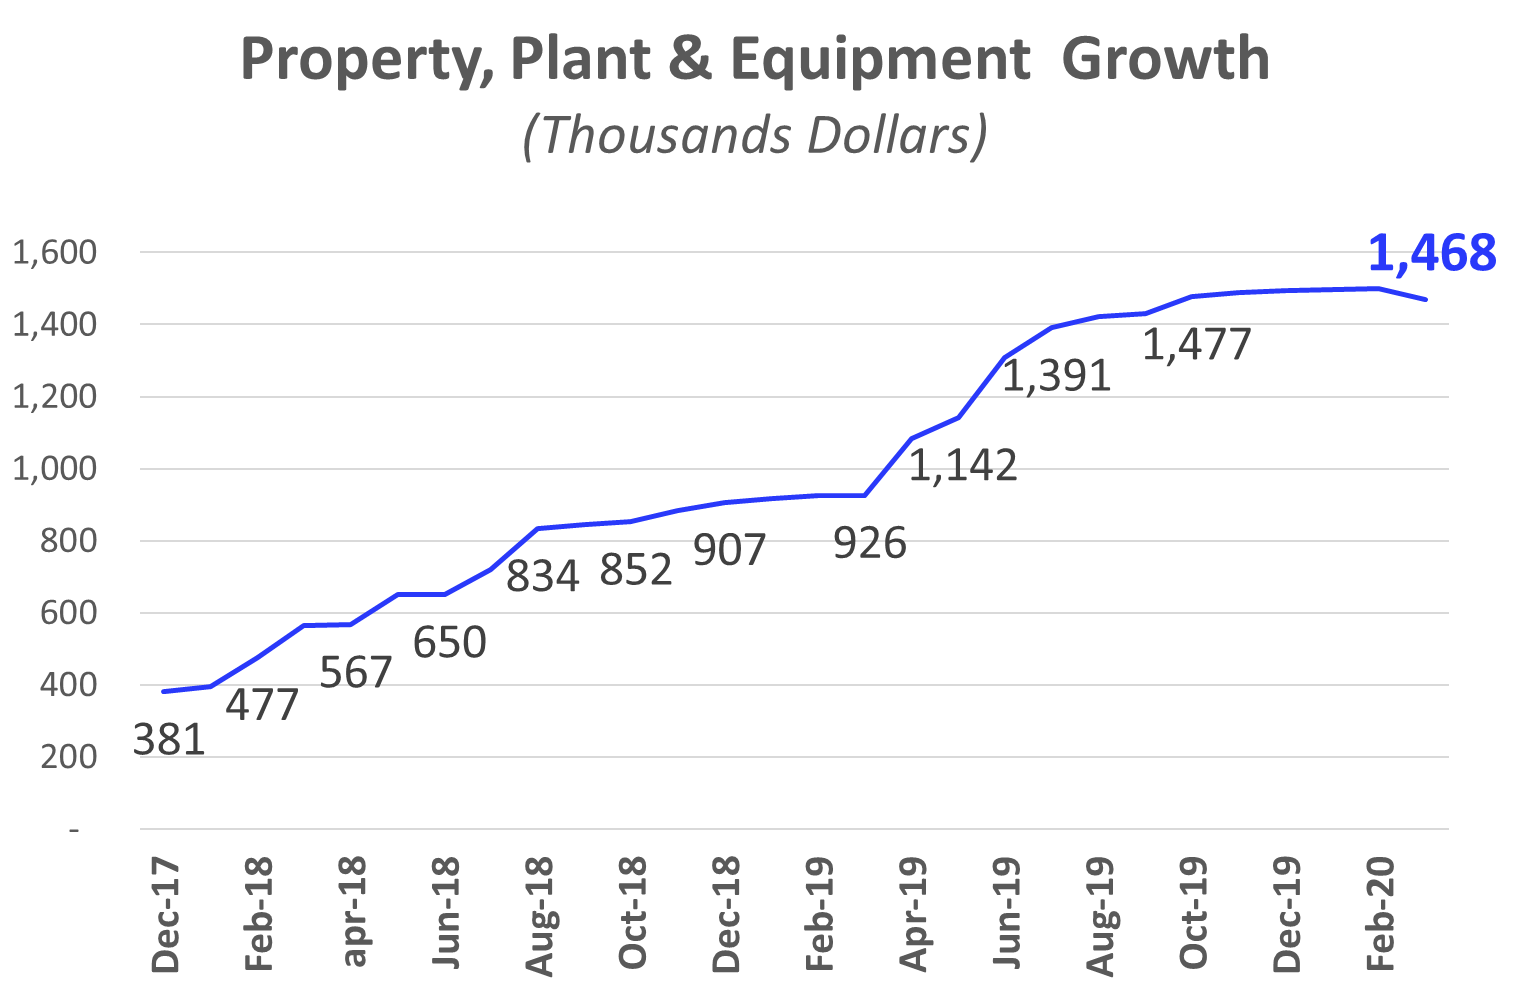 Property, Plant & Equipment  Growth
(Thousands Dollars)
1,600
1,400
1,200
1,000
800
600
400
200
-
381
477
567
650
834
852
907
926
1,142
1,391
1,477
1,468
Dec-17
Feb-18
apr-18
Jun-18
Aug-18
Oct-18
Dec-18
Feb-19
Apr-19
Jun-19
Aug-19
Oct-19
Dec-19
Feb-20